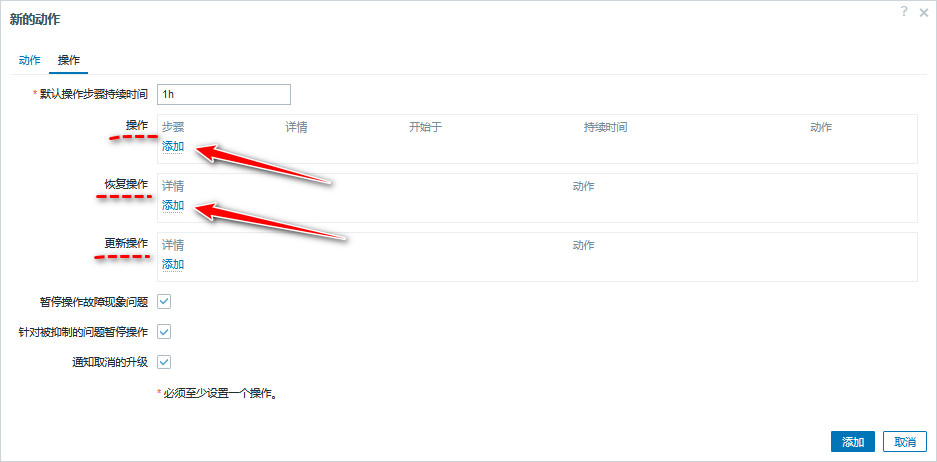 新的动作
? ×
动作 操作
* 默认操作步骤持续时间 1h
操作 步骤 详情 开始于 持续时间 动作
添加
恢复操作 详情 动作
添加
更新操作 详情 动作
添加
暂停操作故障现象问题
针对被抑制的问题暂停操作
通知取消的升级
* 必须至少设置一个操作。
添加 取消